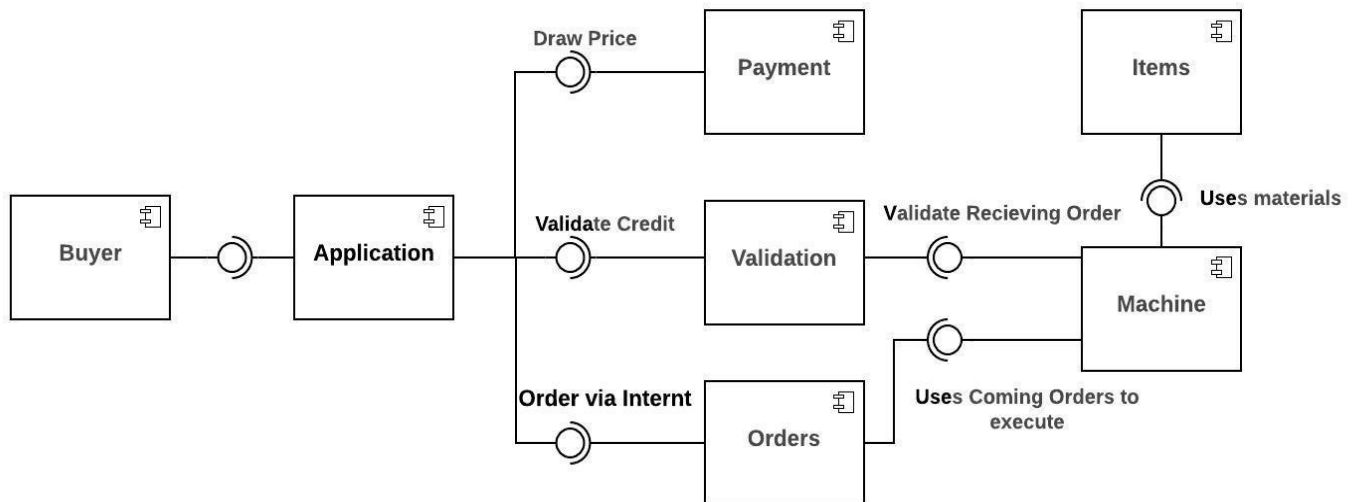 Draw Price
Payment
Items
Buyer
Application
Validate Credit
Validation
Validate Recieving Order
Uses materials
Machine
Order via Internt
Orders
Uses Coming Orders to
execute